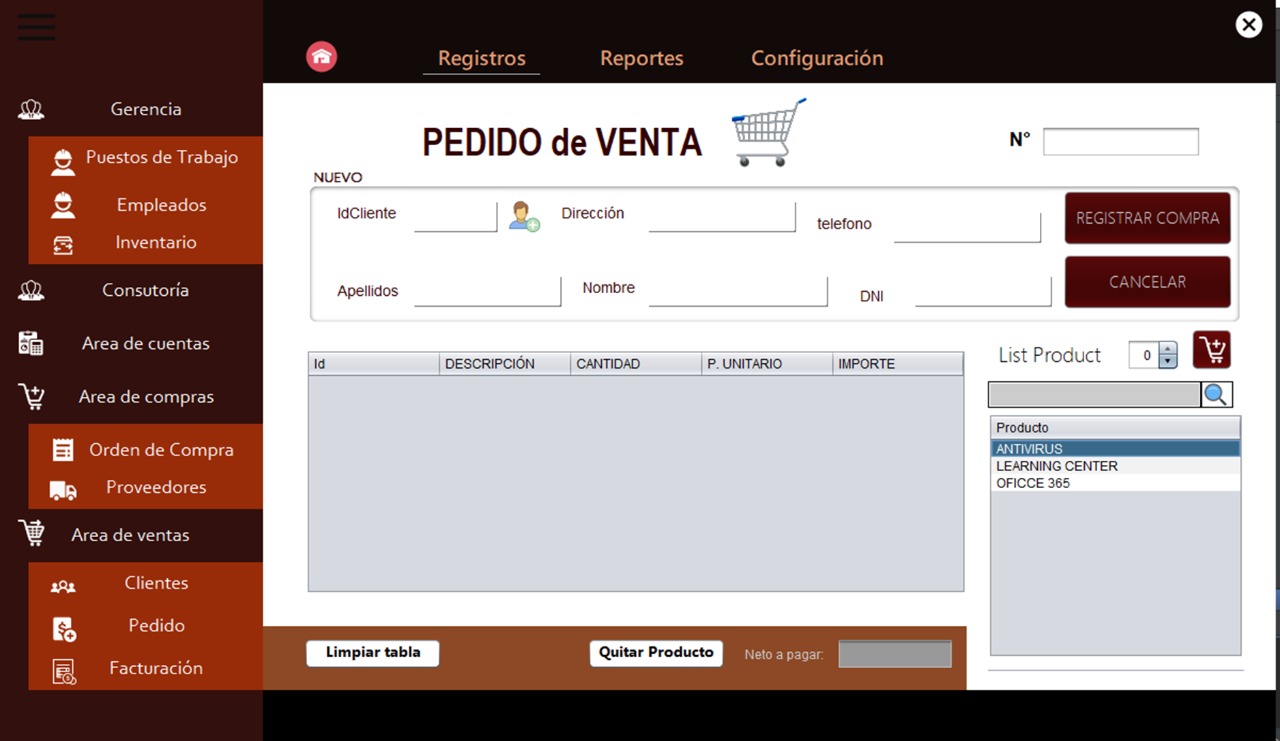 Registros
Reportes
Configuración
Gerencia
Puestos de Trabajo
Empleados
Inventario
Consutoría
Area de cuentas
Area de compras
Orden de Compra
Proveedores
Area de ventas
Clientes
Pedido
Facturación
PEDIDO de VENTA
N°
NUEVO
IdCliente
Dirección
telefono
REGISTRAR COMPRA
Apellidos
Nombre
DNI
CANCELAR
Id
DESCRIPCIÓN
CANTIDAD
P. UNITARIO
IMPORTE
List Product
0
Producto
ANTIVIRUS
LEARNING CENTER
OFICCE 365
Limpiar tabla
Quitar Producto
Neto a pagar: